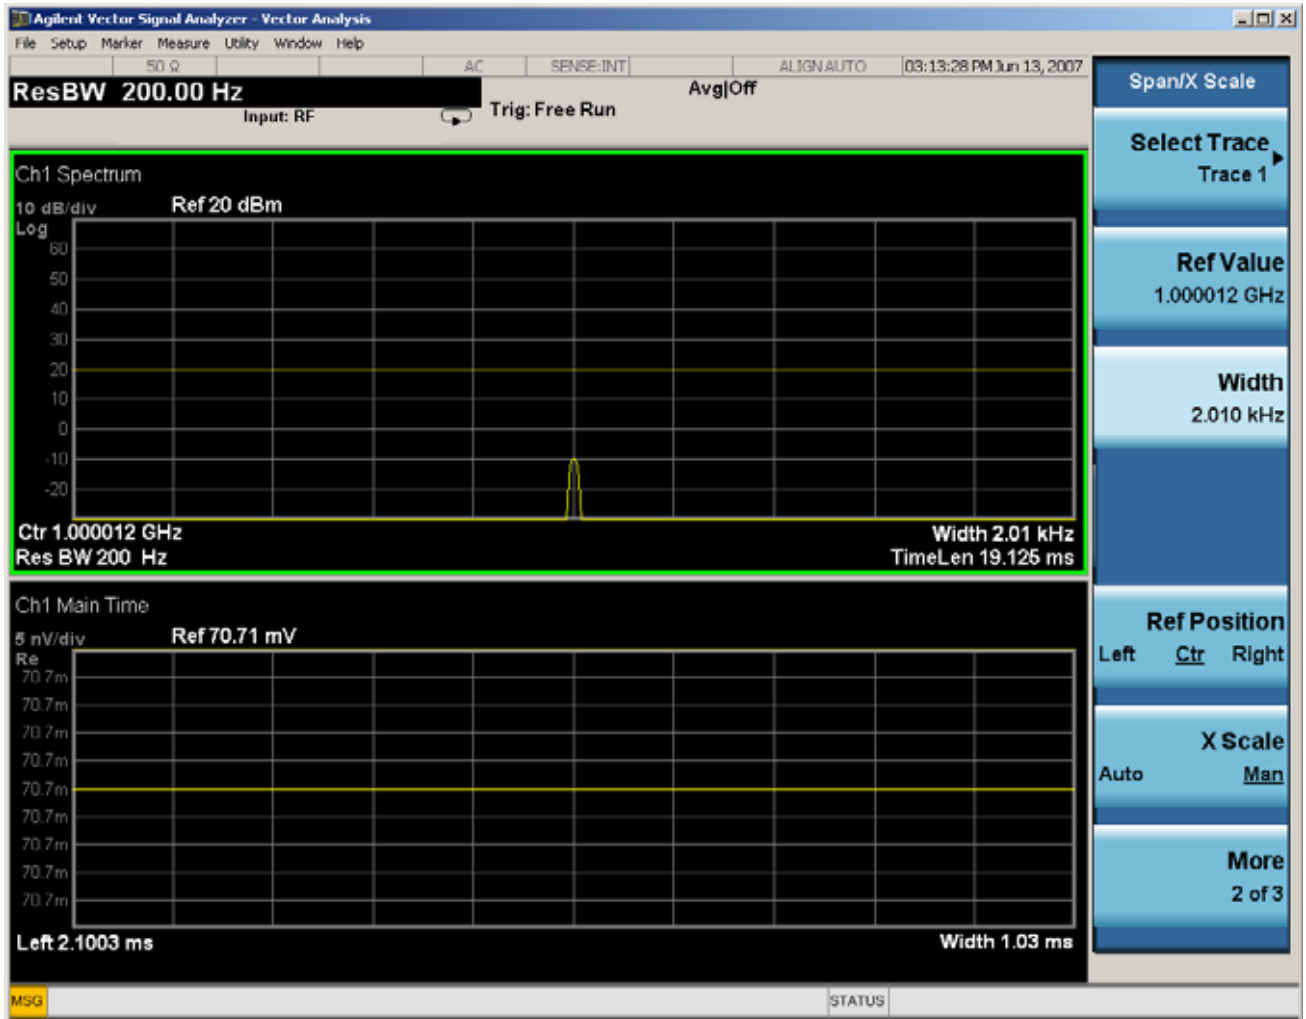 Agilent Vector Signal Analyzer - Vector Analysis
File Setup Marker Measure Utility Window Help
50 Ω AC SENSE:INT ALIGN AUTO 03:13:28 PM Jun 13, 2007
ResBW 200.00 Hz
Avg|Off
Input: RF
Trig: Free Run
Ch1 Spectrum
10 dB/div
Ref 20 dBm
Log
60
50
40
30
20
10
0
-10
-20
Ctr 1.000012 GHz
Width 2.01 kHz
Res BW 200 Hz
TimeLen 19.125 ms
Ch1 Main Time
5 nV/div
Ref 70.71 mV
Re
70.7m
70.7m
70.7m
70.7m
70.7m
70.7m
70.7m
70.7m
70.7m
Left 2.1003 ms
Width 1.03 ms
Span/X Scale
Select Trace
Trace 1
Ref Value
1.000012 GHz
Width
2.010 kHz
Ref Position
Left Ctr Right
X Scale
Auto Man
More
2 of 3
MSG
STATUS